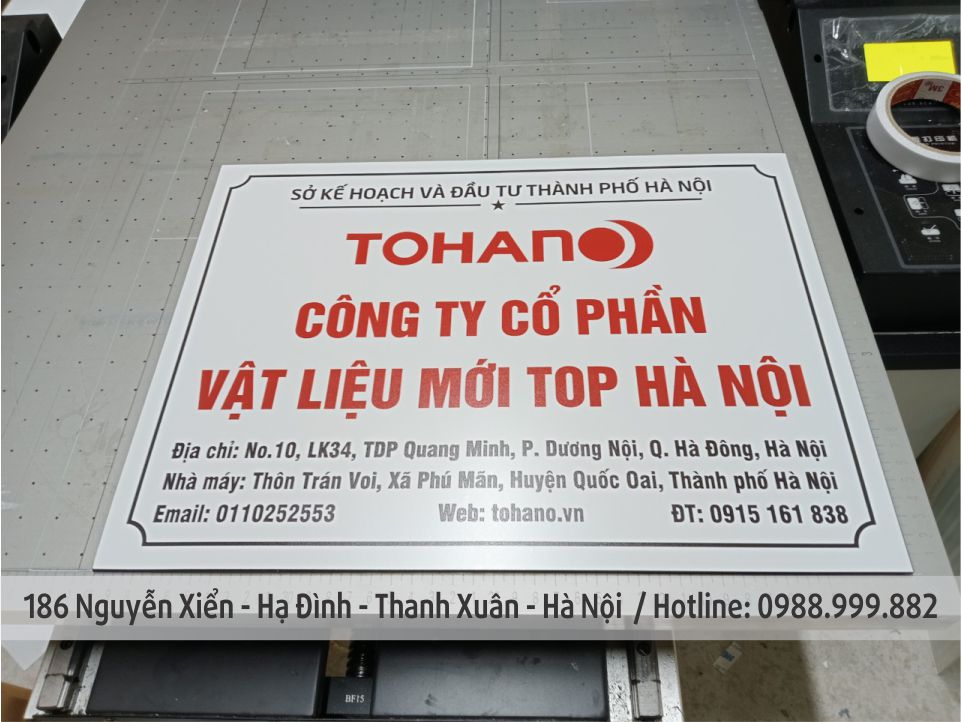 SỞ KẾ HOẠCH VÀ ĐẦU TƯ THÀNH PHỐ HÀ NỘI
TOHANO
CÔNG TY CỔ PHẦN
VẬT LIỆU MỚI TOP HÀ NỘI
Địa chỉ: No.10, LK34, TDP Quang Minh, P. Dương Nội, Q. Hà Đông, Hà Nội
Nhà máy: Thôn Trán Voi, Xã Phú Mãn, Huyện Quốc Oai, Thành phố Hà Nội
Email: 0110252553 Web: tohano.vn ĐT: 0915 161 838
186 Nguyễn Xiển - Hạ Đình - Thanh Xuân - Hà Nội / Hotline: 0988.999.882
BF15
3M